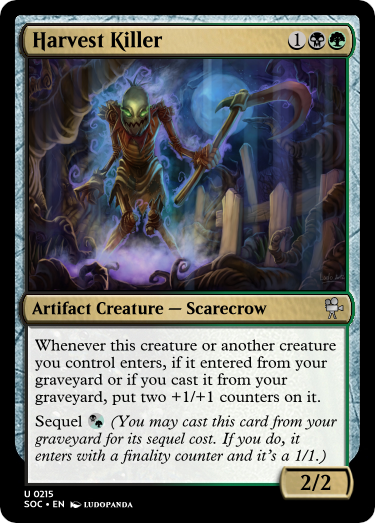 Harvest Killer 1
Artifact Creature — Scarecrow
Whenever this creature or another creature
you control enters, if it entered from your
graveyard or if you cast it from your
graveyard, put two +1/+1 counters on it.
Sequel (You may cast this card from your
graveyard for its sequel cost. If you do, it
enters with a finality counter and it's a 1/1.)
2/2
U 0215
SOC • EN LUDOPANDA